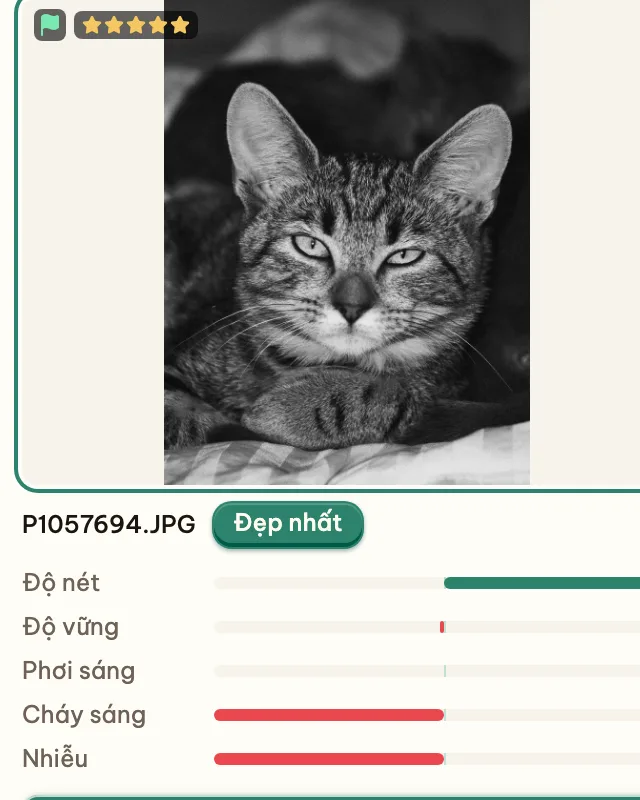 P1057694.JPG Đẹp nhất
Độ nét
Độ vững
Phơi sáng
Cháy sáng
Nhiễu